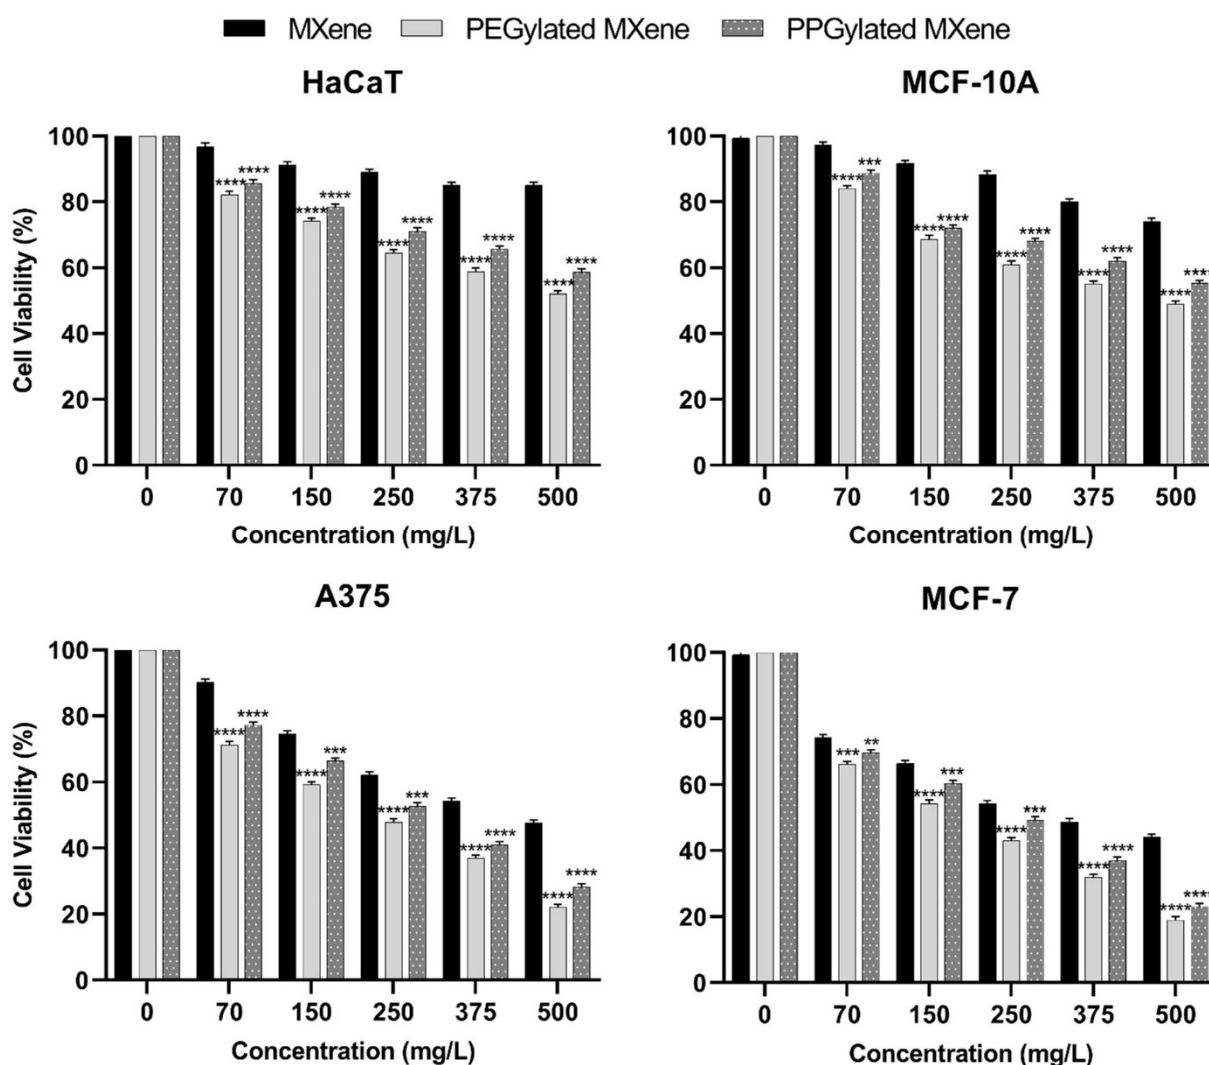 MXene PEGylated MXene PPGylated MXene
HaCaT
Cell Viability (%)
100
80
60
40
20
0
**** ****
**** ****
**** ****
**** ****
**** ****
0 70 150 250 375 500
Concentration (mg/L)
MCF-10A
100
80
60
40
20
0
**** ***
**** ****
**** ****
**** ****
**** ****
0 70 150 250 375 500
Concentration (mg/L)
A375
Cell Viability (%)
100
80
60
40
20
0
**** ****
**** ***
**** ***
**** ****
**** ****
0 70 150 250 375 500
Concentration (mg/L)
MCF-7
100
80
60
40
20
0
*** **
**** ***
**** ***
**** ****
**** ****
0 70 150 250 375 500
Concentration (mg/L)